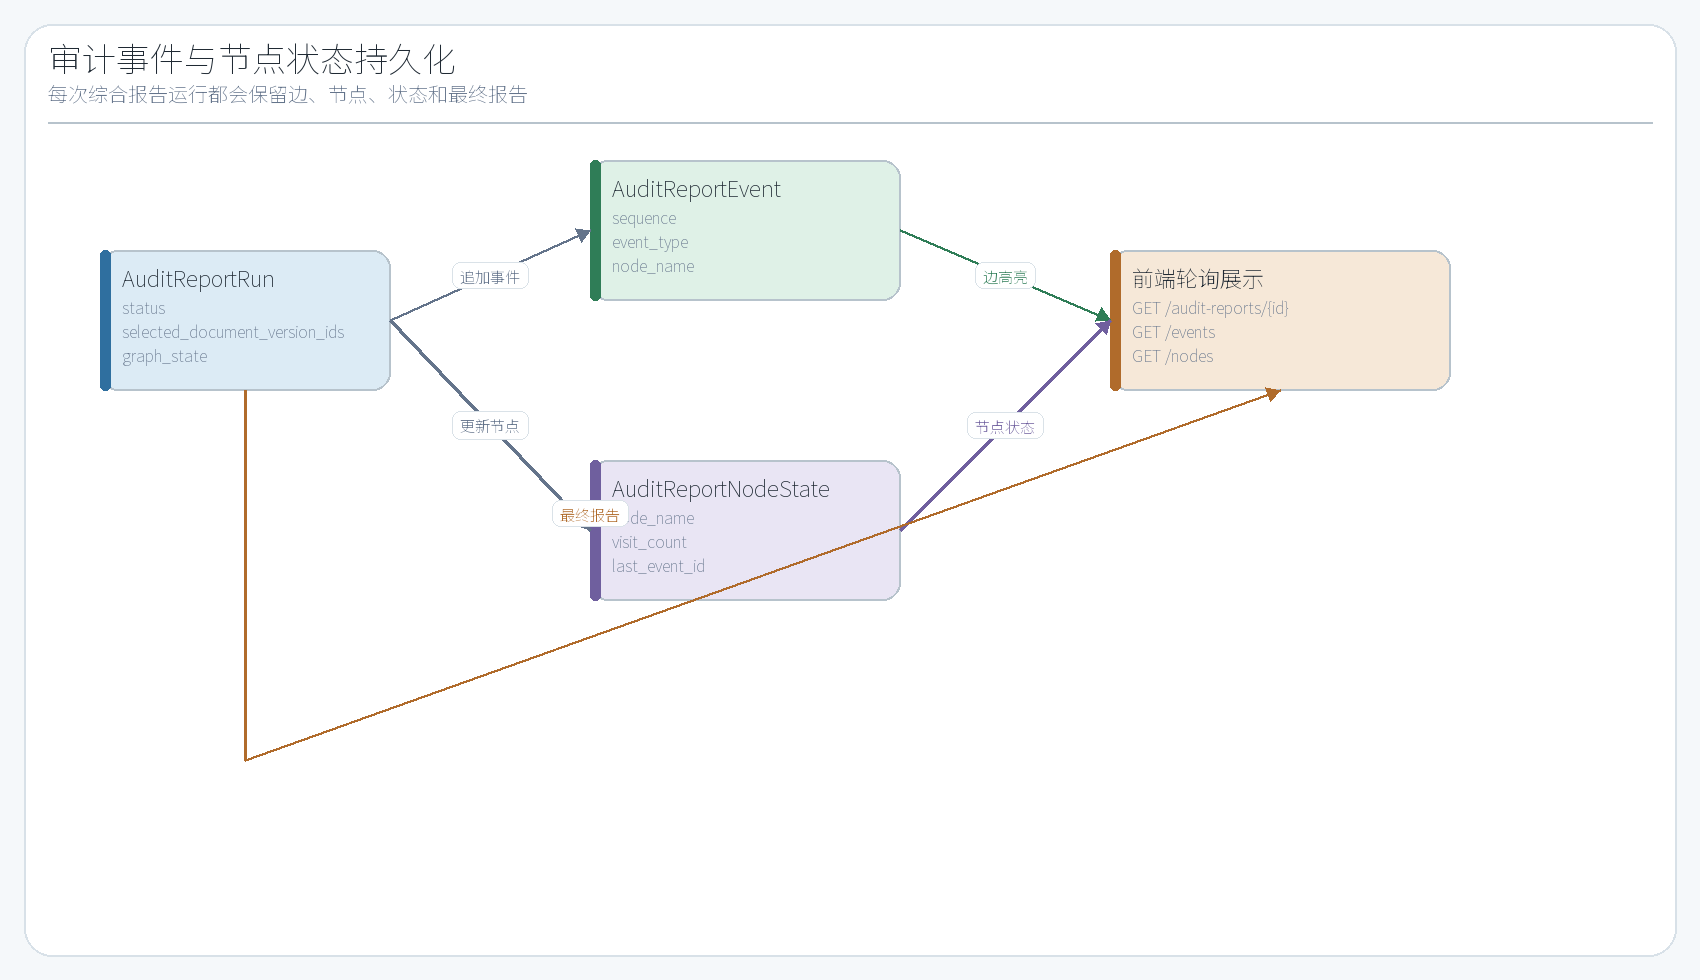 审计事件与节点状态持久化
每次综合报告运行都会保留边、节点、状态和最终报告
AuditReportRun
status
selected_document_version_ids
graph_state
追加事件
更新节点
最终报告
AuditReportEvent
sequence
event_type
node_name
AuditReportNodeState
de_name
visit_count
last_event_id
边高亮
节点状态
前端轮询展示
GET /audit-reports/{id}
GET /events
GET /nodes